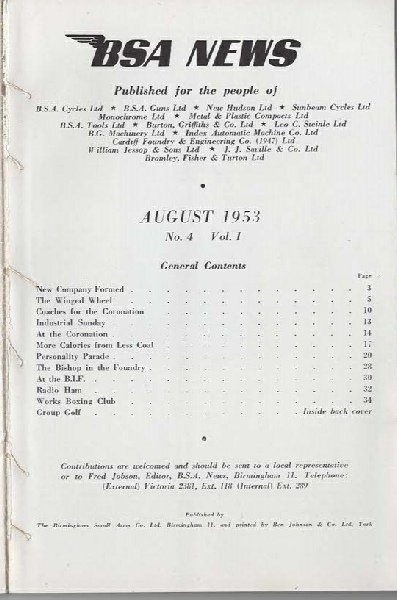 BSA NEWS
Published for the people of
B.S.A. Cycles Ltd ★ B.S.A. Guns Ltd ★ New Hudson Ltd ★ Sunbeam Cycles Ltd
Monochrome Ltd ★ Metal & Plastic Compacts Ltd
B.S.A. Tools Ltd ★ Burton, Griffiths & Co. Ltd ★ Leo C. Steinle Ltd
B.G. Machinery Ltd ★ Index Automatic Machine Co. Ltd
Cardiff Foundry & Engineering Co. (1947) Ltd
William Jessop & Sons Ltd ★ J. J. Saville & Co. Ltd
Bramley, Fisher & Turton Ltd
AUGUST 1953
No. 4 Vol. 1
General Contents
Page
New Company Formed . . . . . . . . . . . . 3
The Winged Wheel . . . . . . . . . . . . 5
Coaches for the Coronation . . . . . . . . . . . 10
Industrial Sunday . . . . . . . . . . . . 13
At the Coronation . . . . . . . . . . . . 14
More Calories from Less Coal . . . . . . . . . . . 17
Personality Parade . . . . . . . . . . . . 20
The Bishop in the Foundry . . . . . . . . . . . 28
At the B.I.F. . . . . . . . . . . . . 30
Radio Ham . . . . . . . . . . . . 32
Works Boxing Club . . . . . . . . . . . . 34
Group Golf . . . . . . . . . Inside back cover
Contributions are welcomed and should be sent to a local representative
or to Fred Jobson, Editor, B.S.A. News, Birmingham 11. Telephone:
(External) Victoria 2381, Ext. 118 (Internal) Ext. 289
Published by
The Birmingham Small Arms Co. Ltd, Birmingham 11, and printed by Ben Johnson & Co. Ltd, York